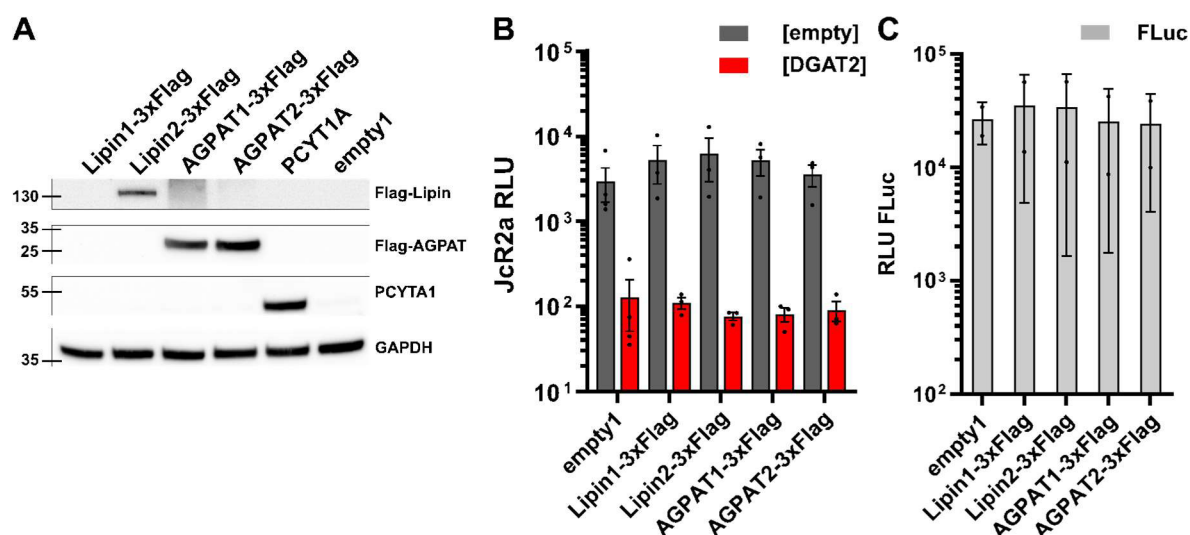 A
Lipin1-3xFlag
Lipin2-3xFlag
AGPAT1-3xFlag
AGPAT2-3xFlag
PCYT1A
empty1
130
Flag-Lipin
35
25
Flag-AGPAT
55
PCYTA1
35
GAPDH
B
[empty]
[DGAT2]
JcR2a RLU
10^5
10^4
10^3
10^2
10^1
empty1
Lipin1-3xFlag
Lipin2-3xFlag
AGPAT1-3xFlag
AGPAT2-3xFlag
C
FLuc
RLU FLuc
10^5
10^4
10^3
10^2
empty1
Lipin1-3xFlag
Lipin2-3xFlag
AGPAT1-3xFlag
AGPAT2-3xFlag